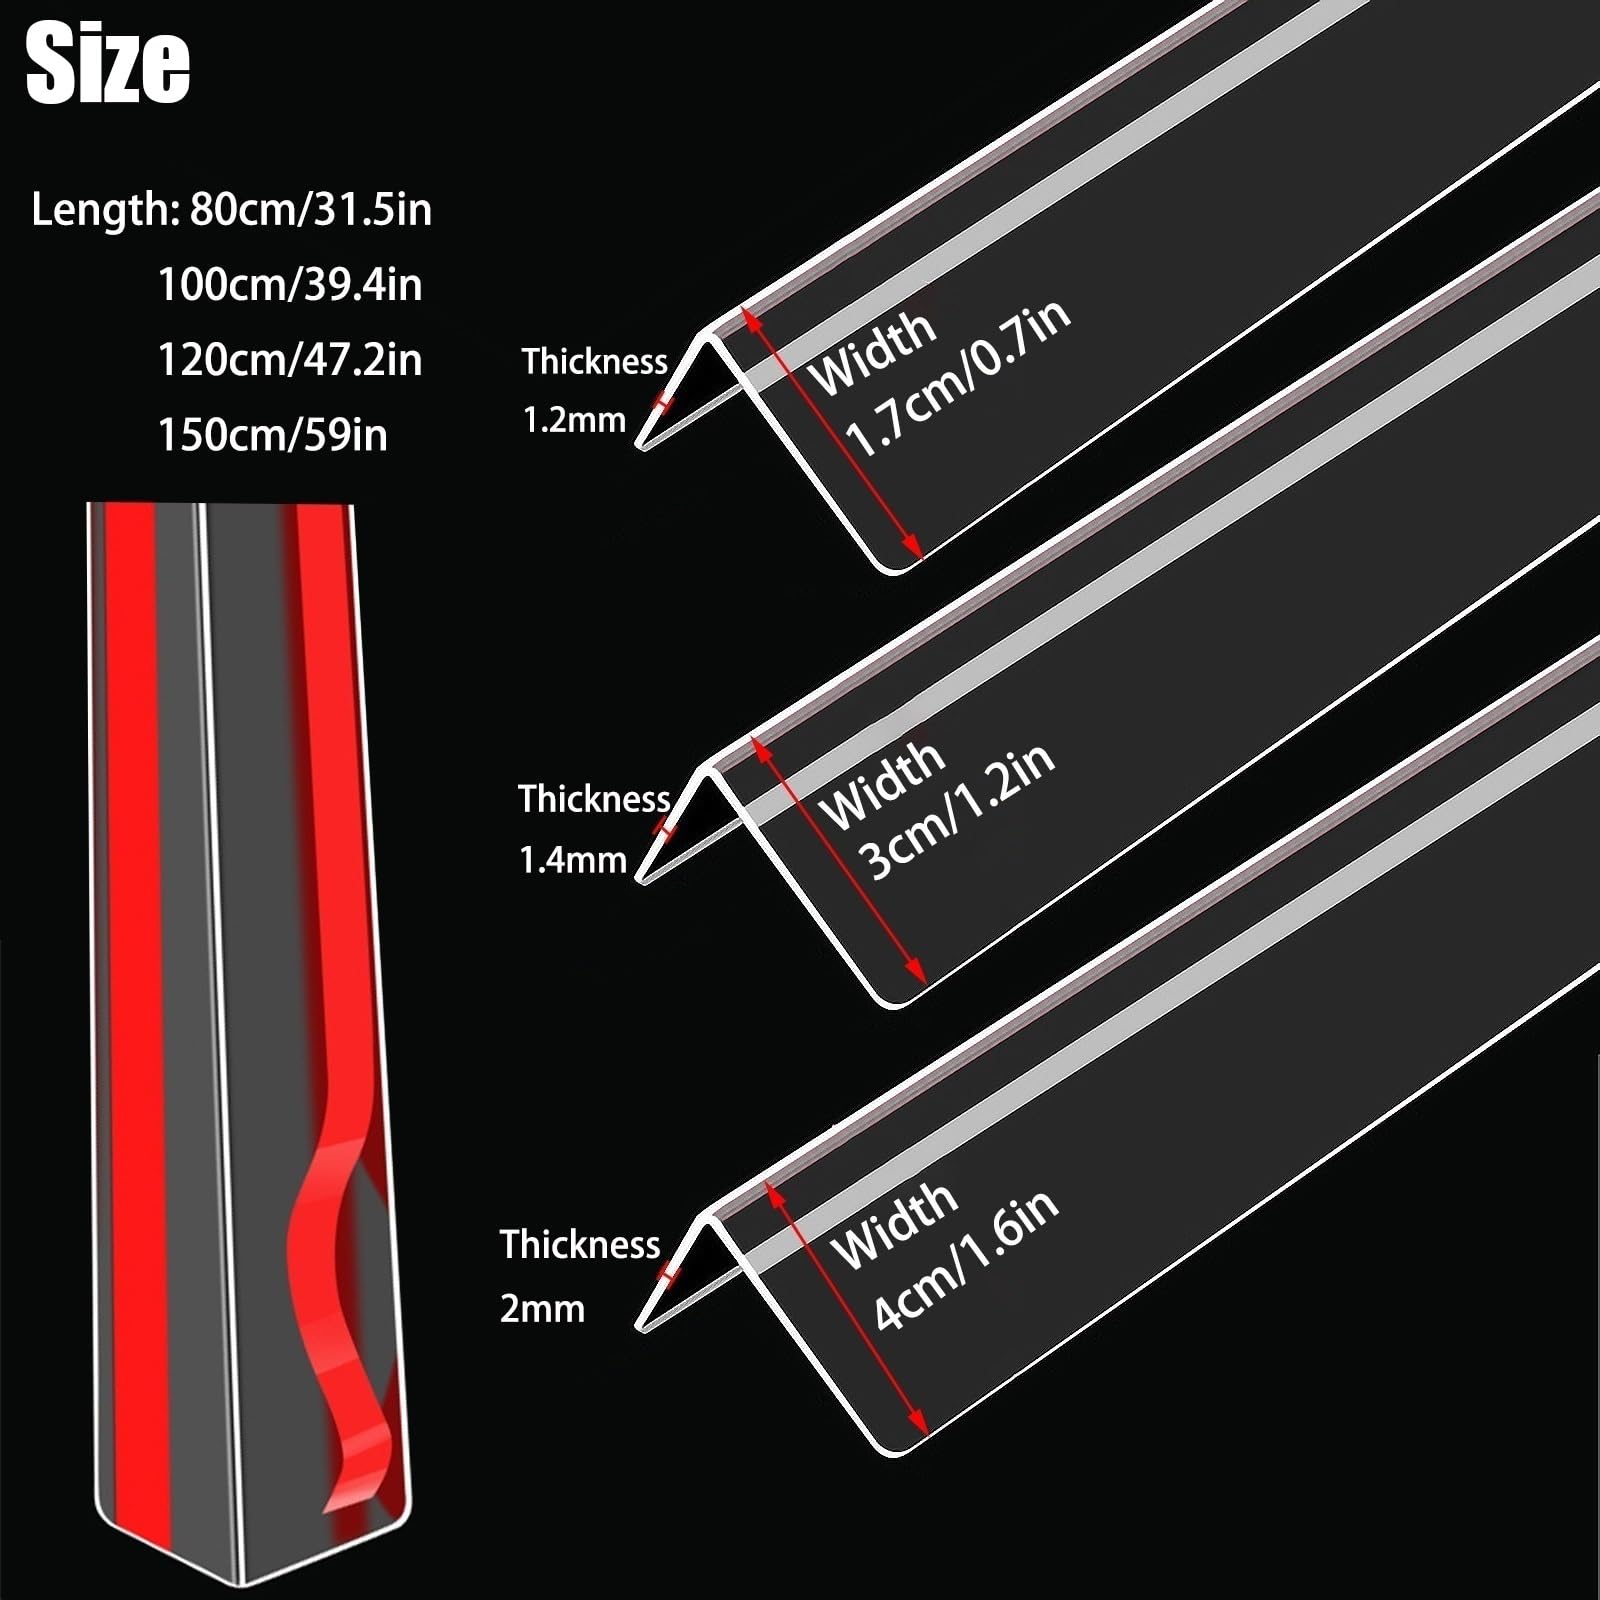 Size
Length: 80cm/31.5in
100cm/39.4in
120cm/47.2in
150cm/59in
Thickness
1.2mm
Width
1.7cm/0.7in
Thickness
1.4mm
Width
3cm/1.2in
Thickness
2mm
Width
4cm/1.6in